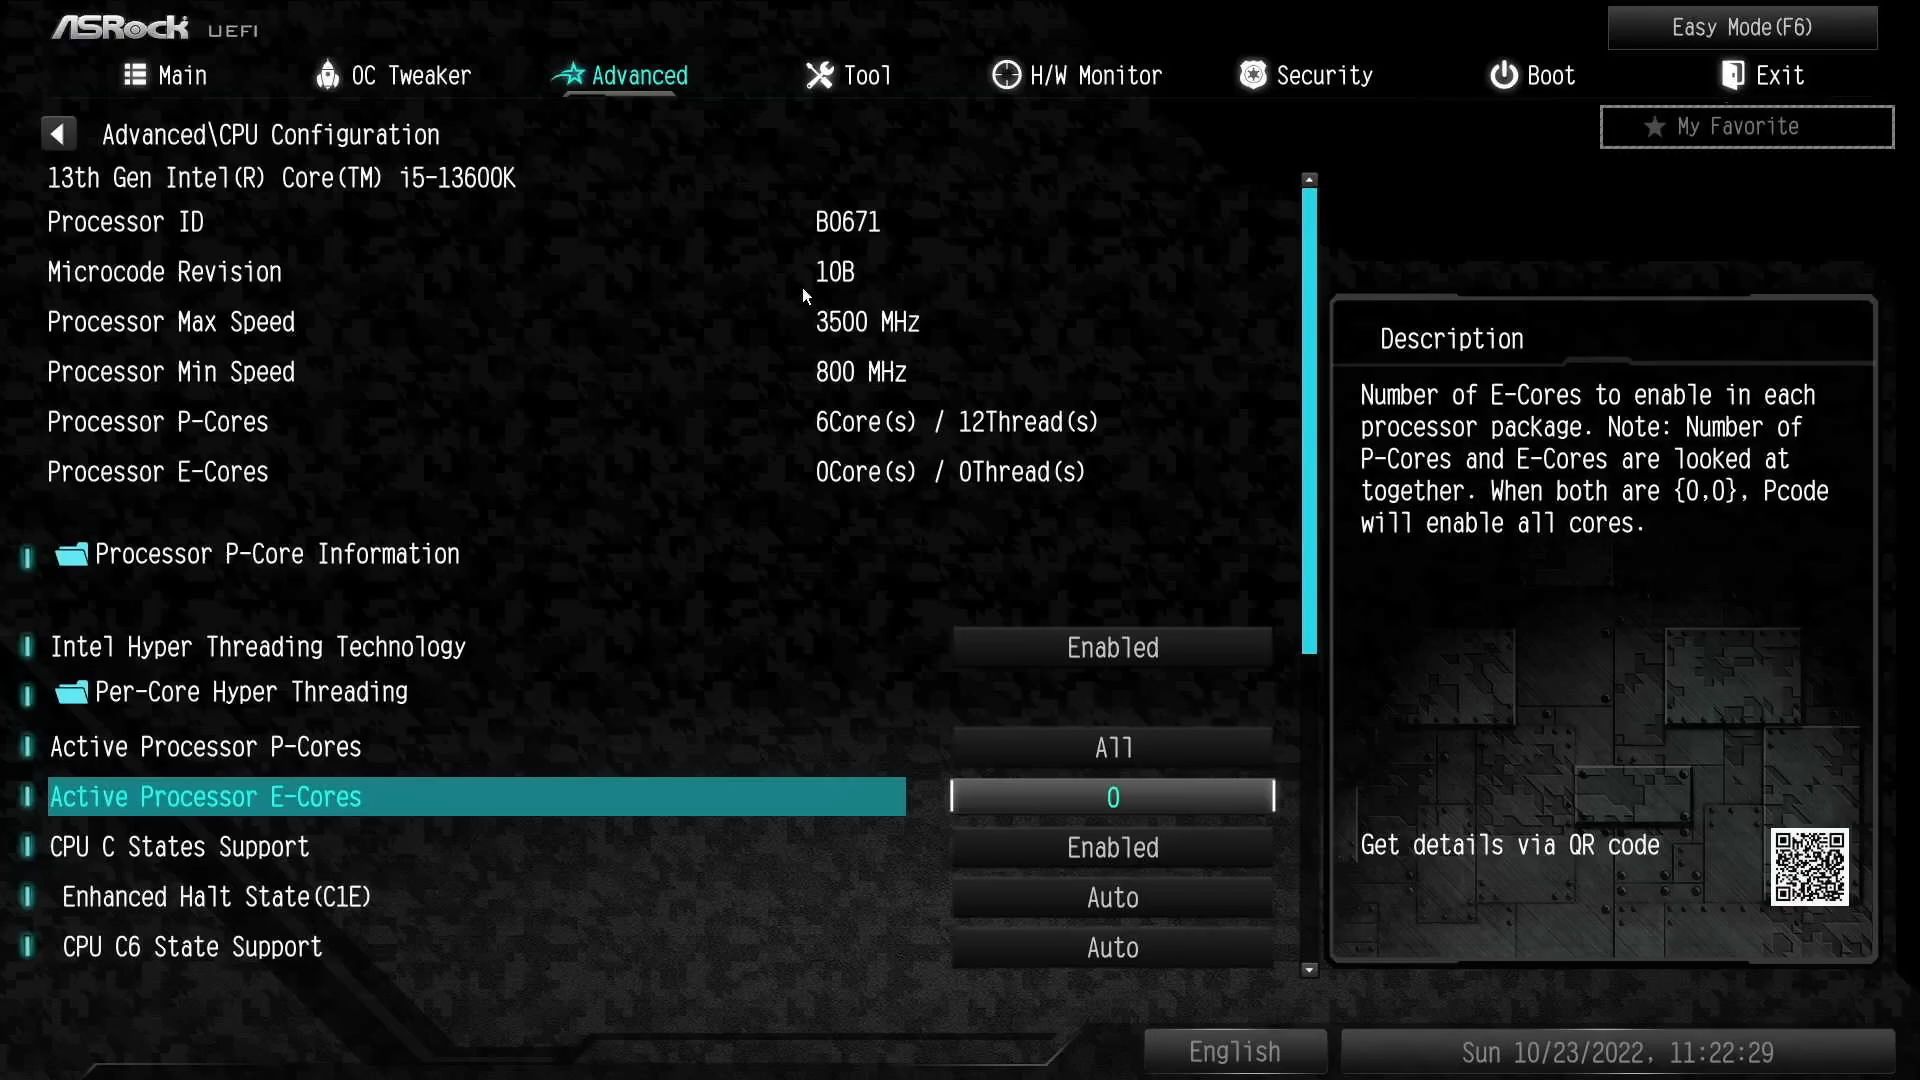 ASRock UEFI
Easy Mode(F6)
Main OC Tweaker Advanced Tool H/W Monitor Security Boot Exit
My Favorite
Advanced\CPU Configuration
13th Gen Intel(R) Core(TM) i5-13600K
Processor ID B0671
Microcode Revision 10B
Processor Max Speed 3500 MHz
Processor Min Speed 800 MHz
Processor P-Cores 6Core(s) / 12Thread(s)
Processor E-Cores 0Core(s) / 0Thread(s)
Processor P-Core Information
Intel Hyper Threading Technology Enabled
Per-Core Hyper Threading
Active Processor P-Cores All
Active Processor E-Cores 0
CPU C States Support Enabled
Enhanced Halt State(C1E) Auto
CPU C6 State Support Auto
Description
Number of E-Cores to enable in each
processor package. Note: Number of
P-Cores and E-Cores are looked at
together. When both are {0,0}, Pcode
will enable all cores.
Get details via QR code
English
Sun 10/23/2022, 11:22:29